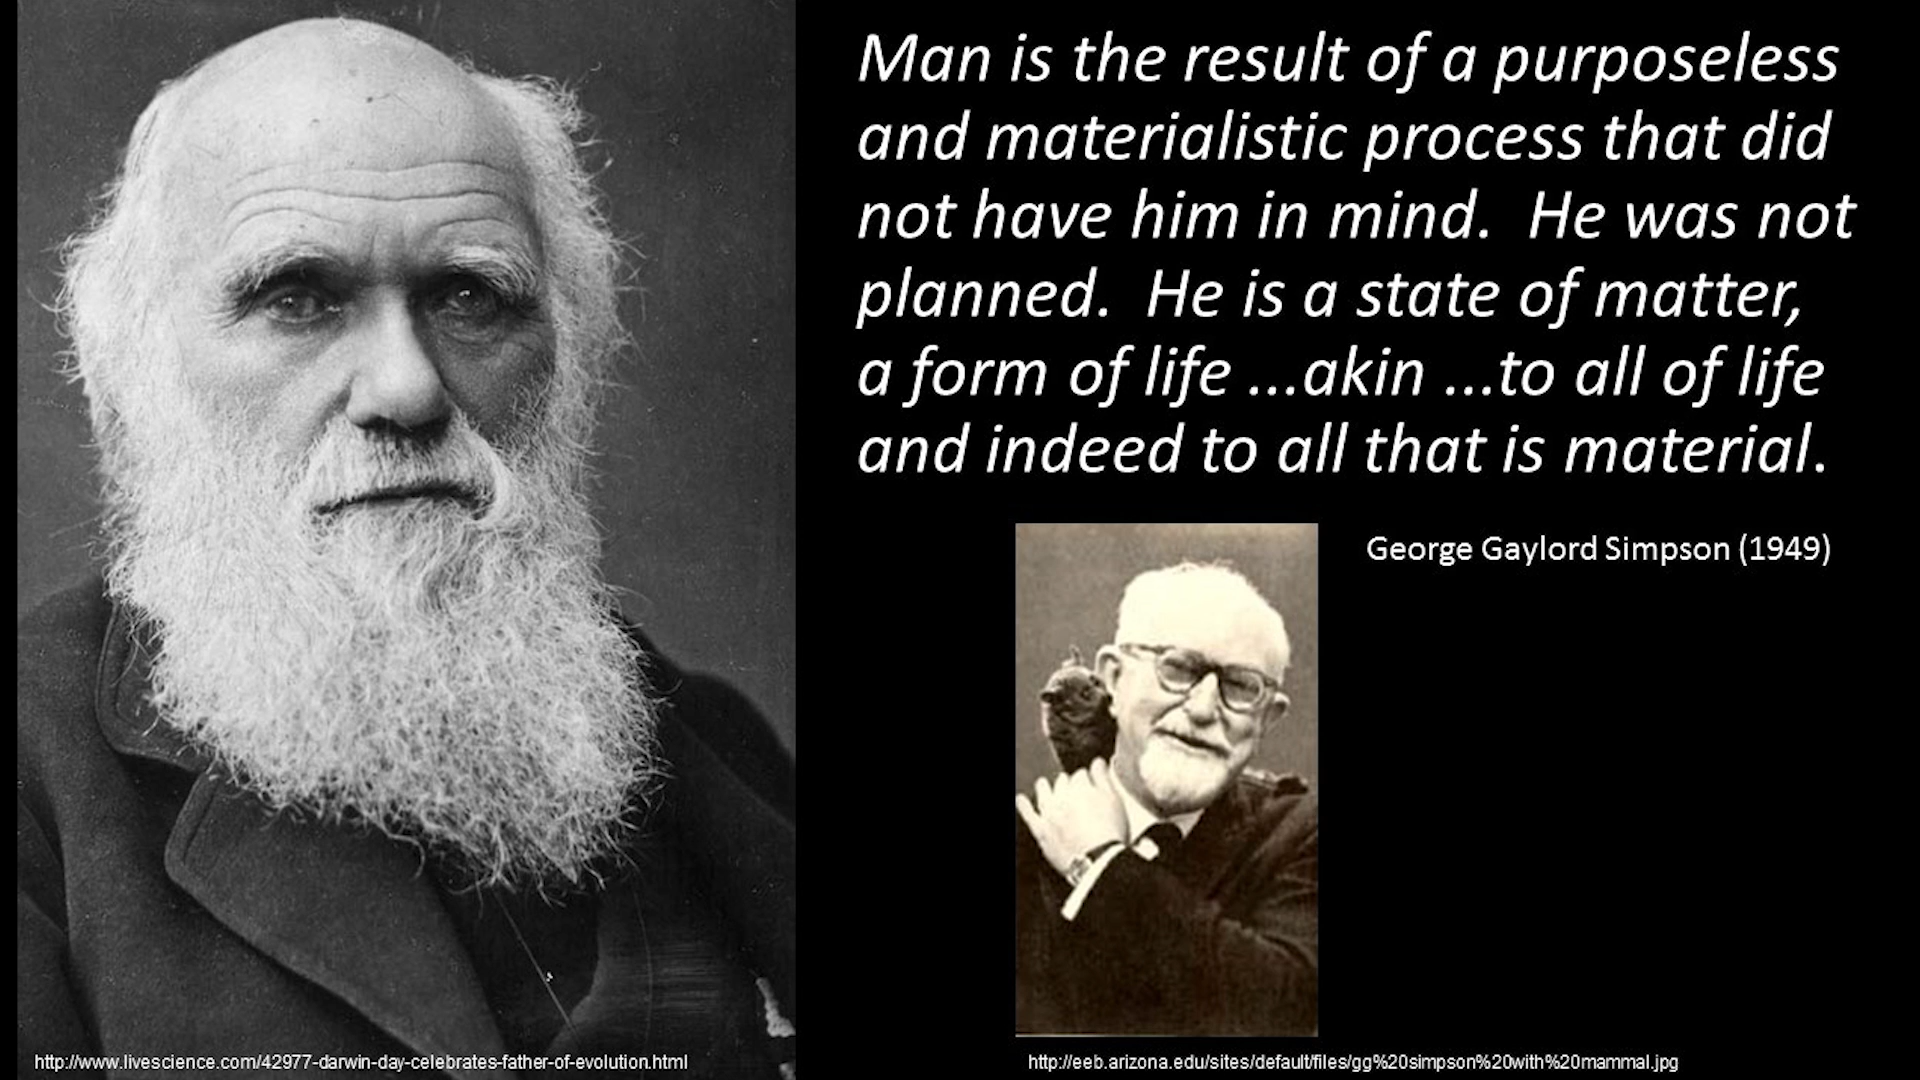 Man is the result of a purposeless
and materialistic process that did
not have him in mind.  He was not
planned.  He is a state of matter,
a form of life ...akin ...to all of life
and indeed to all that is material.
George Gaylord Simpson (1949)
http://www.livescience.com/42977-darwin-day-celebrates-father-of-evolution.html
http://eeb.arizona.edu/sites/default/files/gg%20simpson%20with%20mammal.jpg